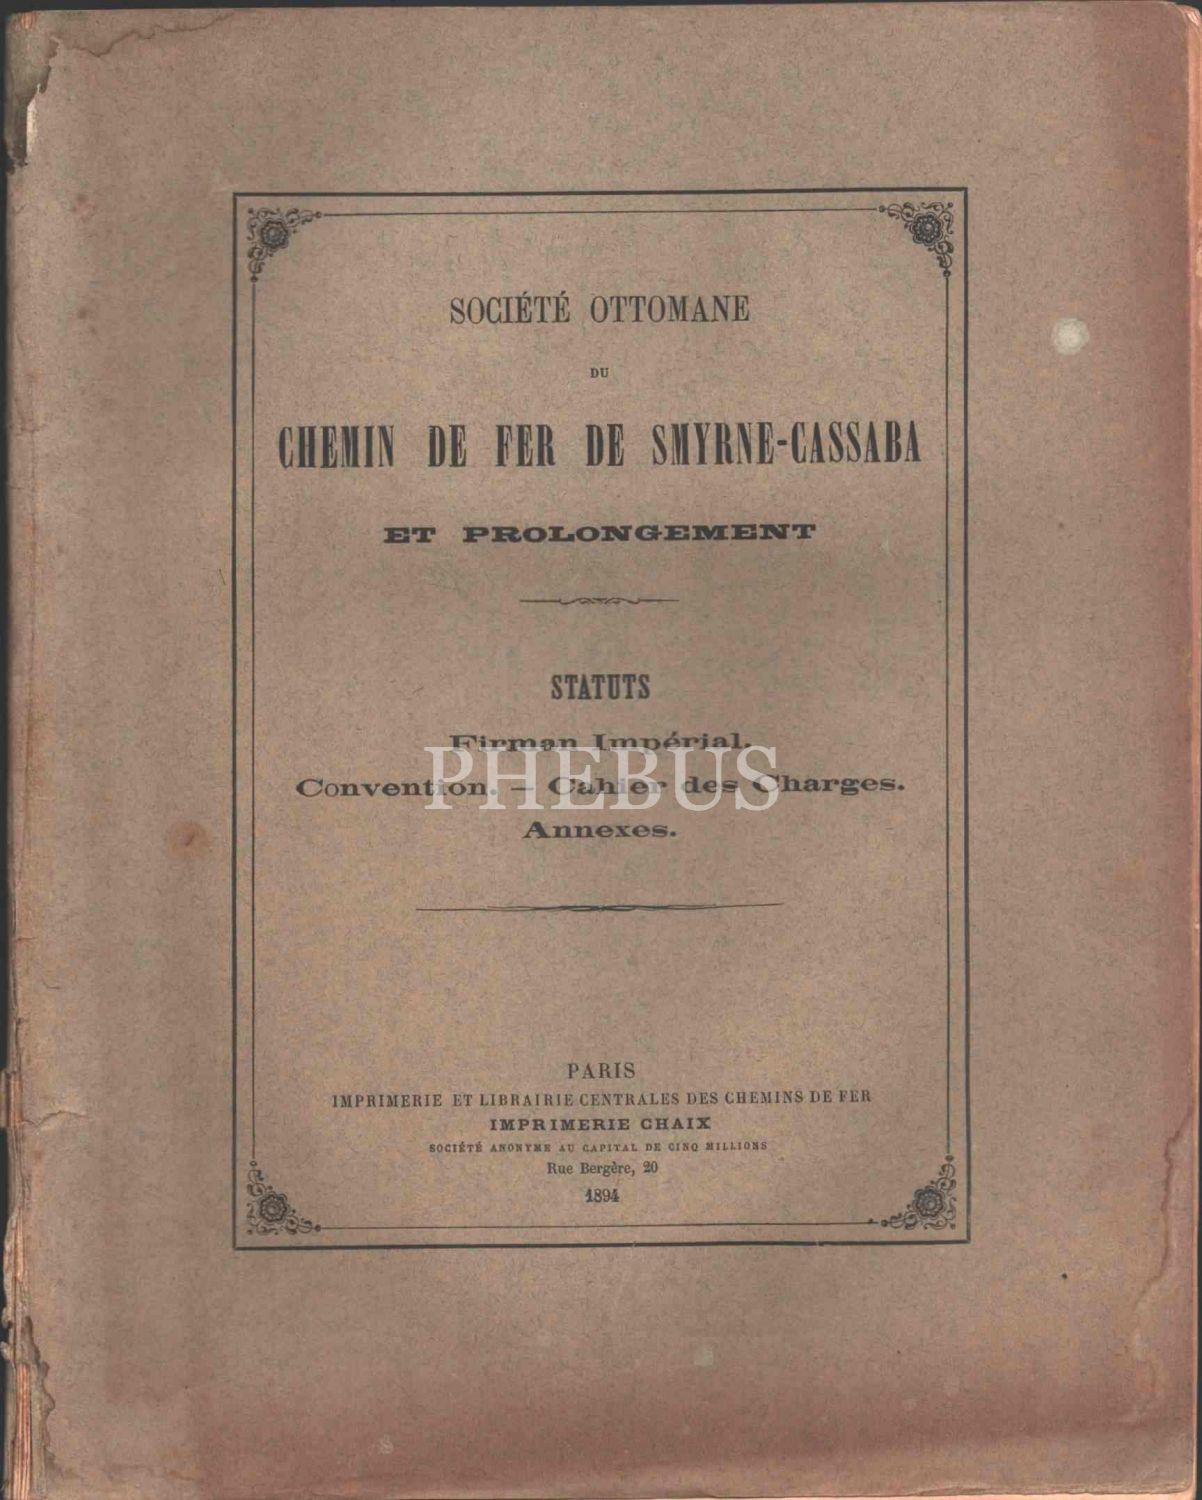 SOCIÉTÉ OTTOMANE
DU
CHEMIN DE FER DE SMYRNE-CASSABA
ET PROLONGEMENT
STATUTS
Firman Impérial.
PHEBUS
Convention. — Cahier des Charges.
Annexes.
PARIS
IMPRIMERIE ET LIBRAIRIE CENTRALES DES CHEMINS DE FER
IMPRIMERIE CHAIX
SOCIÉTÉ ANONYME AU CAPITAL DE CINQ MILLIONS
Rue Bergère, 20
1894